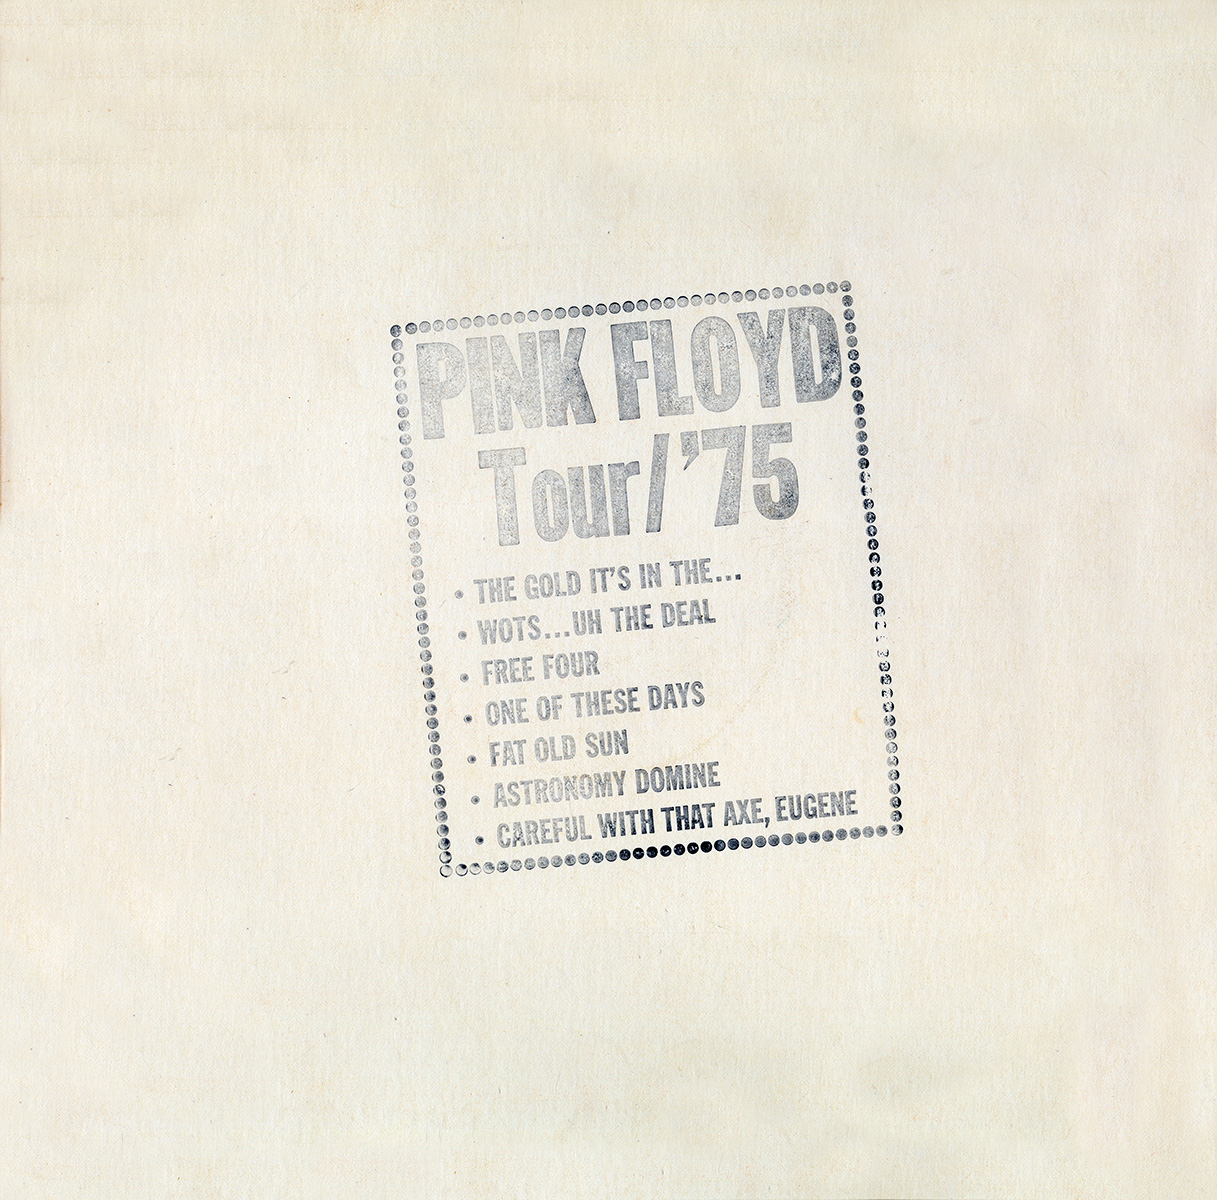 PINK FLOYD
Tour/'75
• THE GOLD IT'S IN THE...
• WOTS...UH THE DEAL
• FREE FOUR
• ONE OF THESE DAYS
• FAT OLD SUN
• ASTRONOMY DOMINE
• CAREFUL WITH THAT AXE, EUGENE